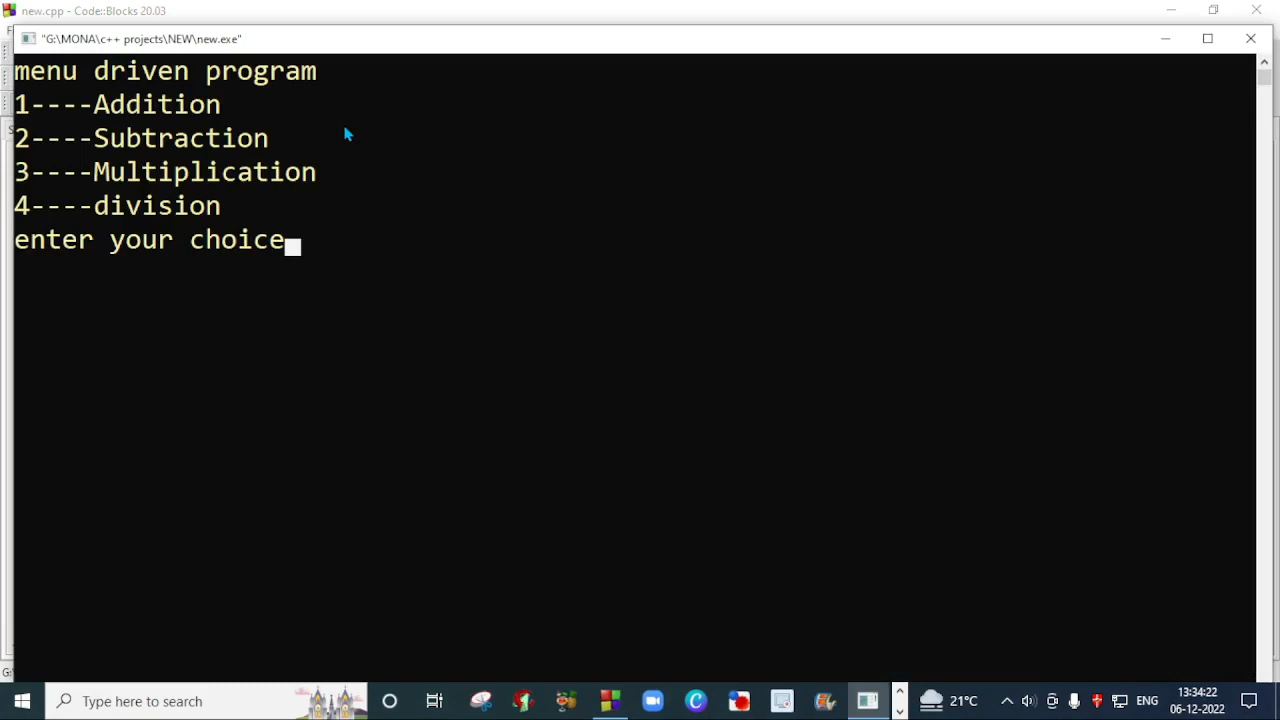 new.cpp - Code::Blocks 20.03
"G:\MONA\c++ projects\NEW\new.exe"
menu driven program
1----Addition
2----Subtraction
3----Multiplication
4----division
enter your choice
Type here to search
21°C
ENG
13:34:22
06-12-2022